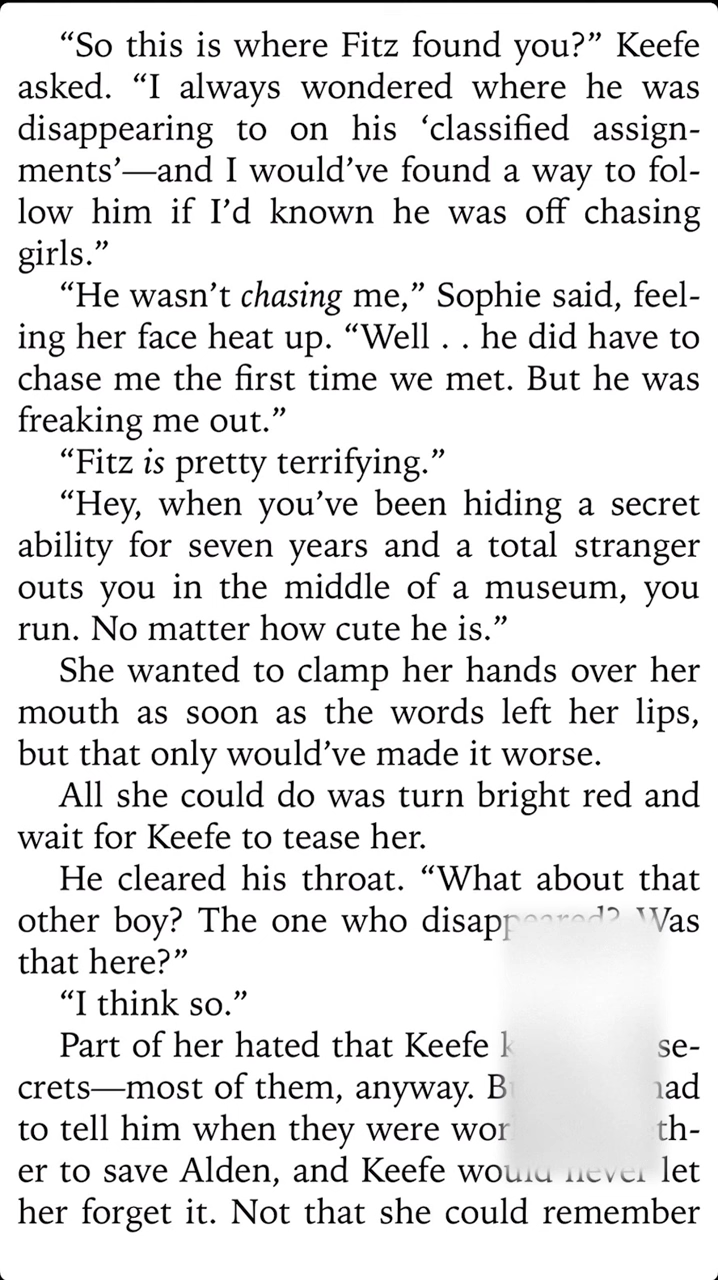 “So this is where Fitz found you?” Keefe
asked. “I always wondered where he was
disappearing to on his ‘classified assign-
ments’—and I would’ve found a way to fol-
low him if I’d known he was off chasing
girls.”
“He wasn’t chasing me,” Sophie said, feel-
ing her face heat up. “Well . . he did have to
chase me the first time we met. But he was
freaking me out.”
“Fitz is pretty terrifying.”
“Hey, when you’ve been hiding a secret
ability for seven years and a total stranger
outs you in the middle of a museum, you
run. No matter how cute he is.”
She wanted to clamp her hands over her
mouth as soon as the words left her lips,
but that only would’ve made it worse.
All she could do was turn bright red and
wait for Keefe to tease her.
He cleared his throat. “What about that
other boy? The one who disappeared? Was
that here?”
“I think so.”
Part of her hated that Keefe se-
crets—most of them, anyway. had
to tell him when they were th-
er to save Alden, and Keefe would never let
her forget it. Not that she could remember